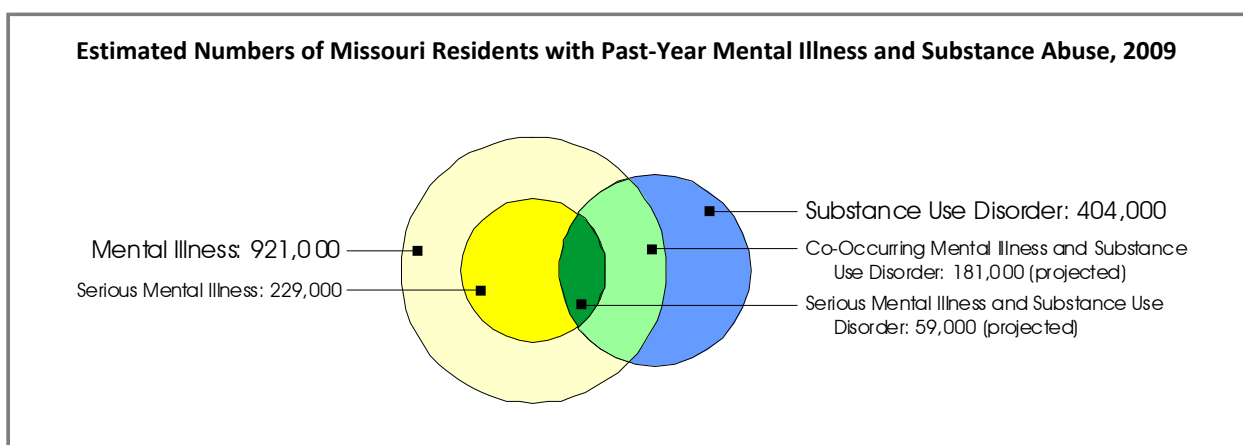 Estimated Numbers of Missouri Residents with Past-Year Mental Illness and Substance Abuse, 2009
Mental Illness: 921,000
Serious Mental Illness: 229,000
Substance Use Disorder: 404,000
Co-Occurring Mental Illness and Substance
Use Disorder: 181,000 (projected)
Serious Mental Illness and Substance Use
Disorder: 59,000 (projected)